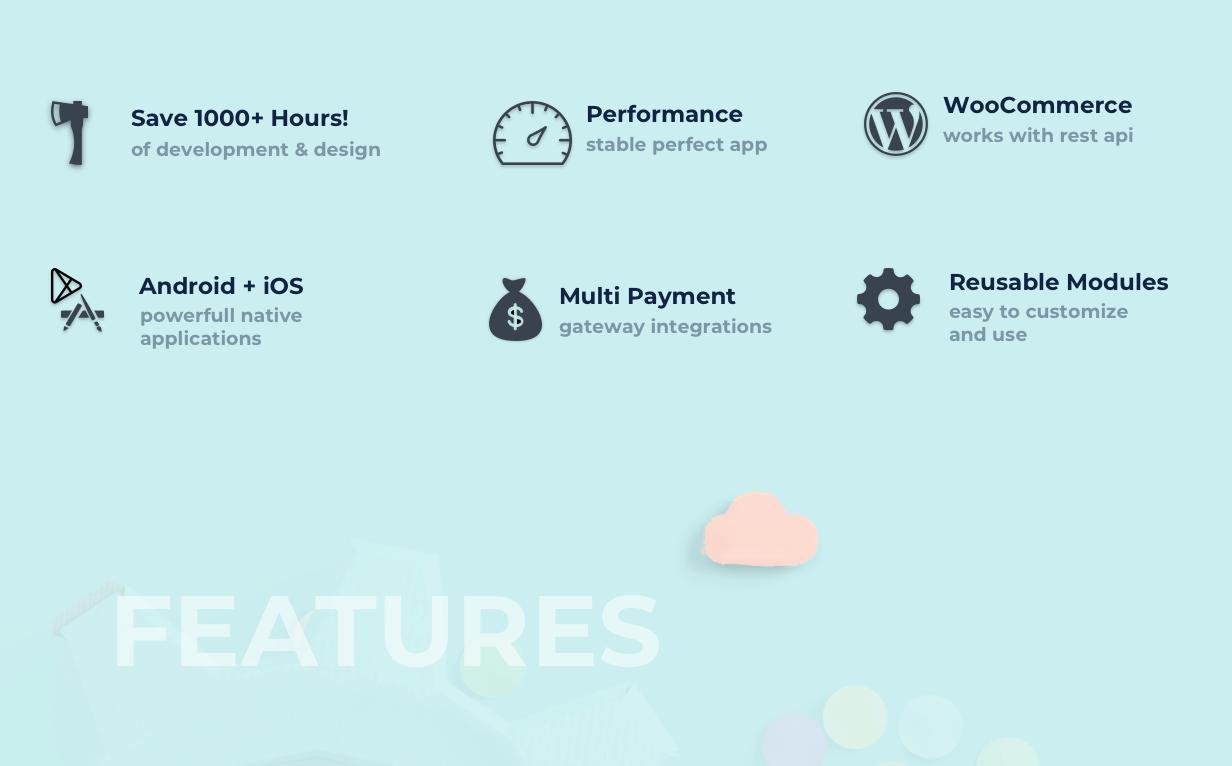 Save 1000+ Hours!
of development & design
Performance
stable perfect app
WooCommerce
works with rest api
Android + iOS
powerfull native
applications
Multi Payment
gateway integrations
Reusable Modules
easy to customize
and use
FEATURES